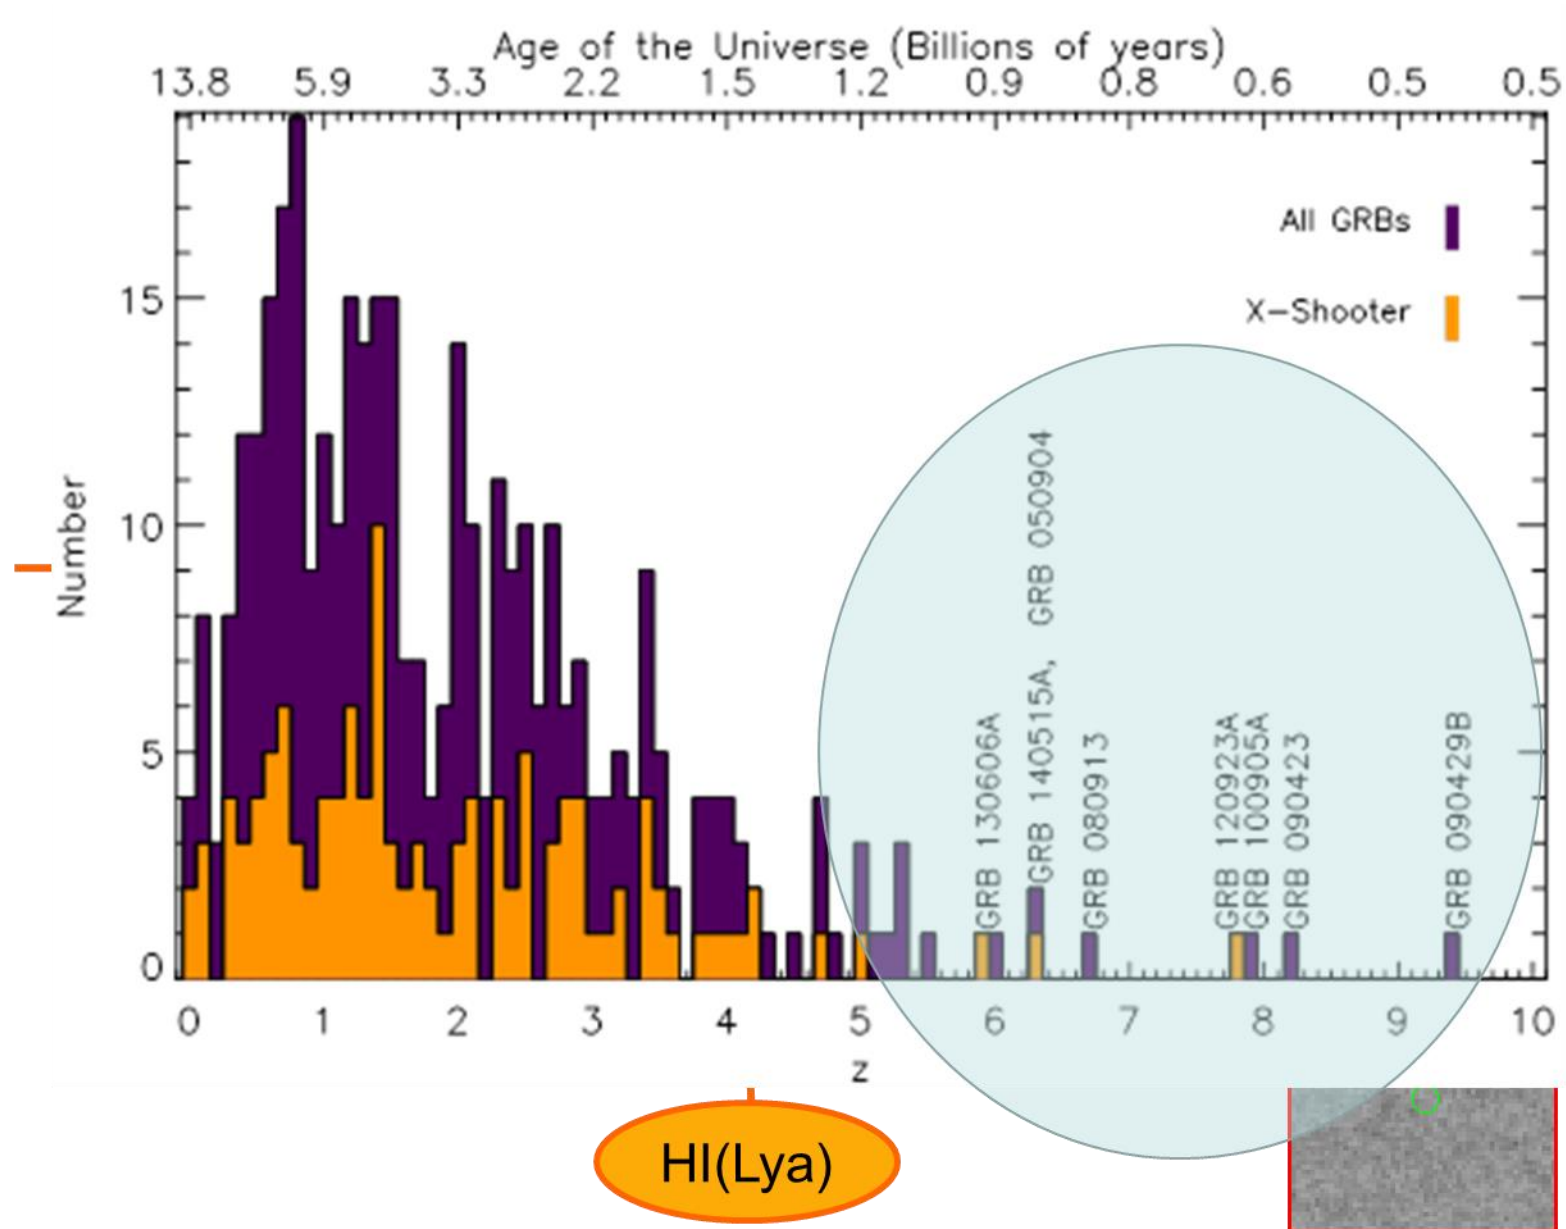 Age of the Universe (Billions of years)
13.8 5.9 3.3 2.2 1.5 1.2 0.9 0.8 0.6 0.5 0.5
All GRBs
X-Shooter
15
10
5
0
Number
GRB 130606A
GRB 140515A, GRB 050904
GRB 080913
GRB 120923A
GRB 100905A
GRB 090423
GRB 090429B
0 1 2 3 4 5 6 7 8 9 10
z
HI(Lya)